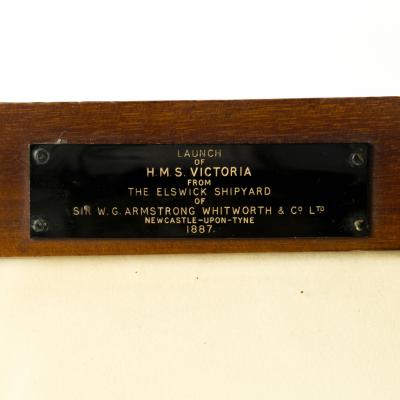 LAUNCH
OF
H.M.S. VICTORIA
FROM
THE ELSWICK SHIPYARD
OF
SIR W.G. ARMSTRONG WHITWORTH & Cº LTD
NEWCASTLE-UPON-TYNE
1887.